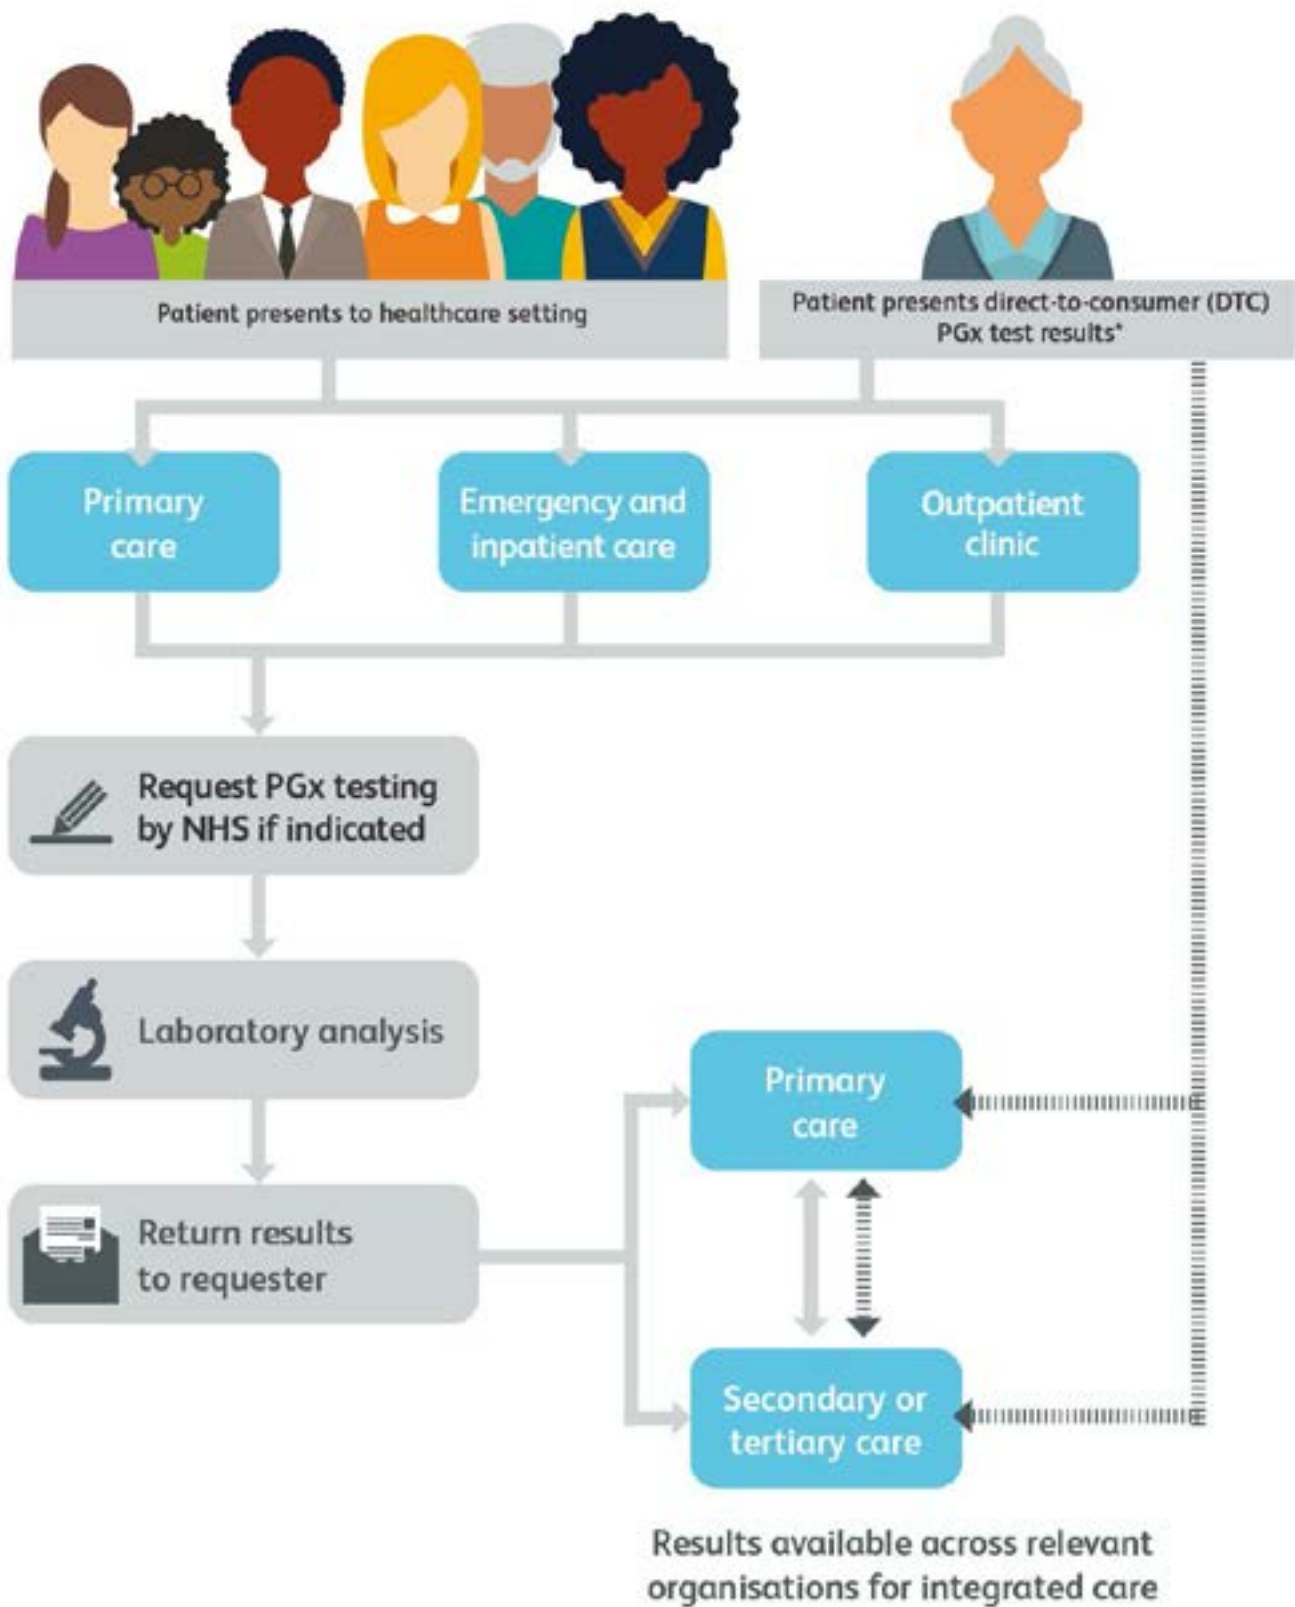 Patient presents to healthcare setting
Patient presents direct-to-consumer (DTC)
PGx test results*
Primary
care
Emergency and
inpatient care
Outpatient
clinic
Request PGx testing
by NHS if indicated
Laboratory analysis
Return results
to requester
Primary
care
Secondary or
tertiary care
Results available across relevant
organisations for integrated care